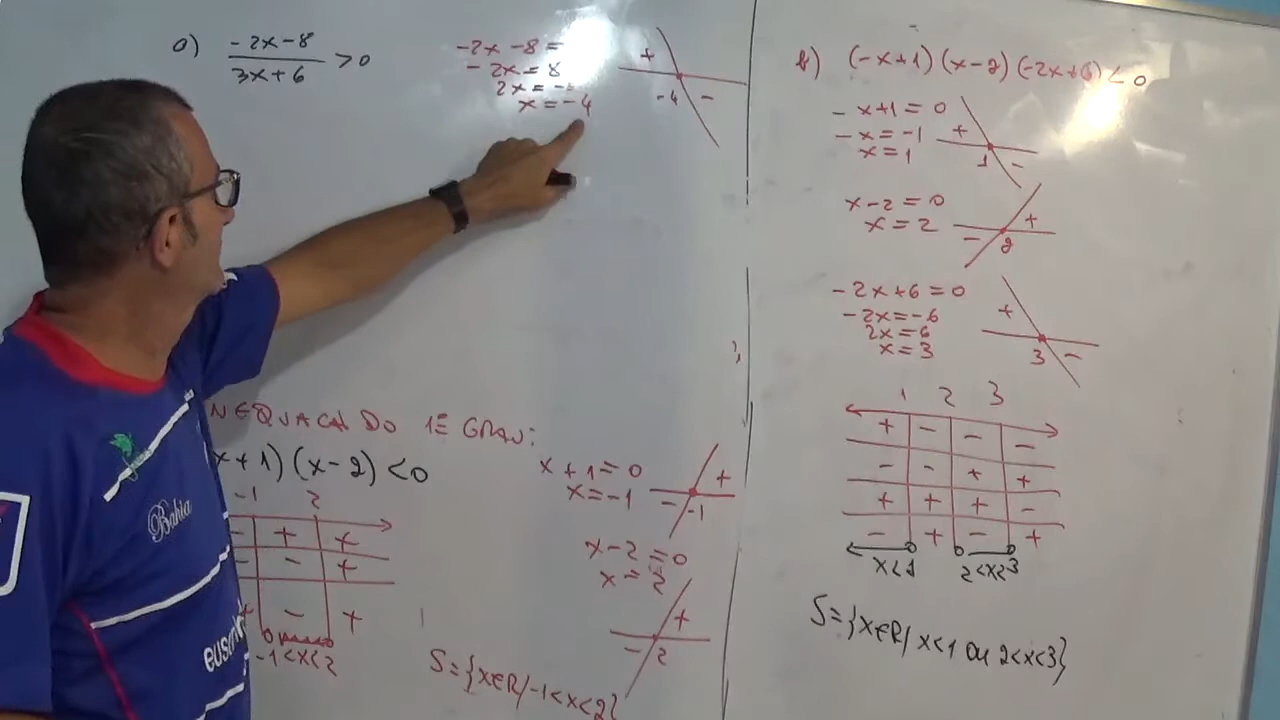 a) -2x-8 / 3x+6 > 0
-2x-8=
-2x=8
2x=-
x=-4
+
-4 -
b) (-x+1)(x-2)(-2x+6)<0
-x+1=0
-x=-1
x=1
+
1 -
x-2=0
x=2
+
- 2
-2x+6=0
-2x=-6
2x=6
x=3
+
3 -
1 2 3
+ - - -
- - + +
+ + + -
- + - +
x<1 2<x<3
S={x∈R/ x<1 ou 2<x<3}
NEQUAÇAO DO 1º GRAU:
x+1)(x-2)<0
-1 2
- + +
- - +
+ - +
-1<x<2
x+1=0
x=-1
+
- -1
x-2=0
x=2
+
- 2
S={x∈R/-1<x<2}
Bahia